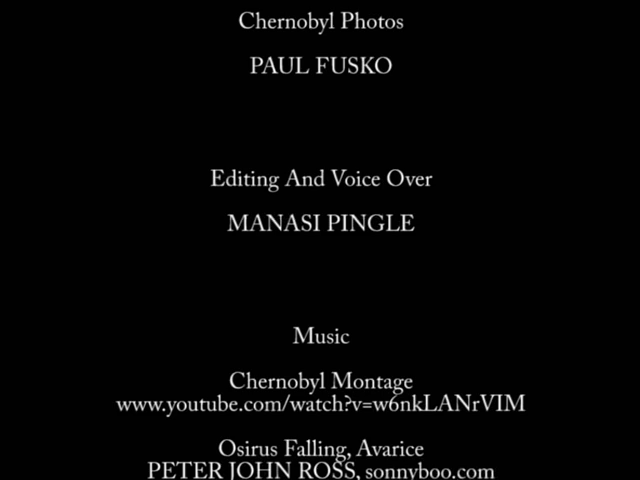 Chernobyl Photos
PAUL FUSKO
Editing And Voice Over
MANASI PINGLE
Music
Chernobyl Montage
www.youtube.com/watch?v=w6nkLANrVIM
Osirus Falling, Avarice
PETER JOHN ROSS, sonnyboo.com